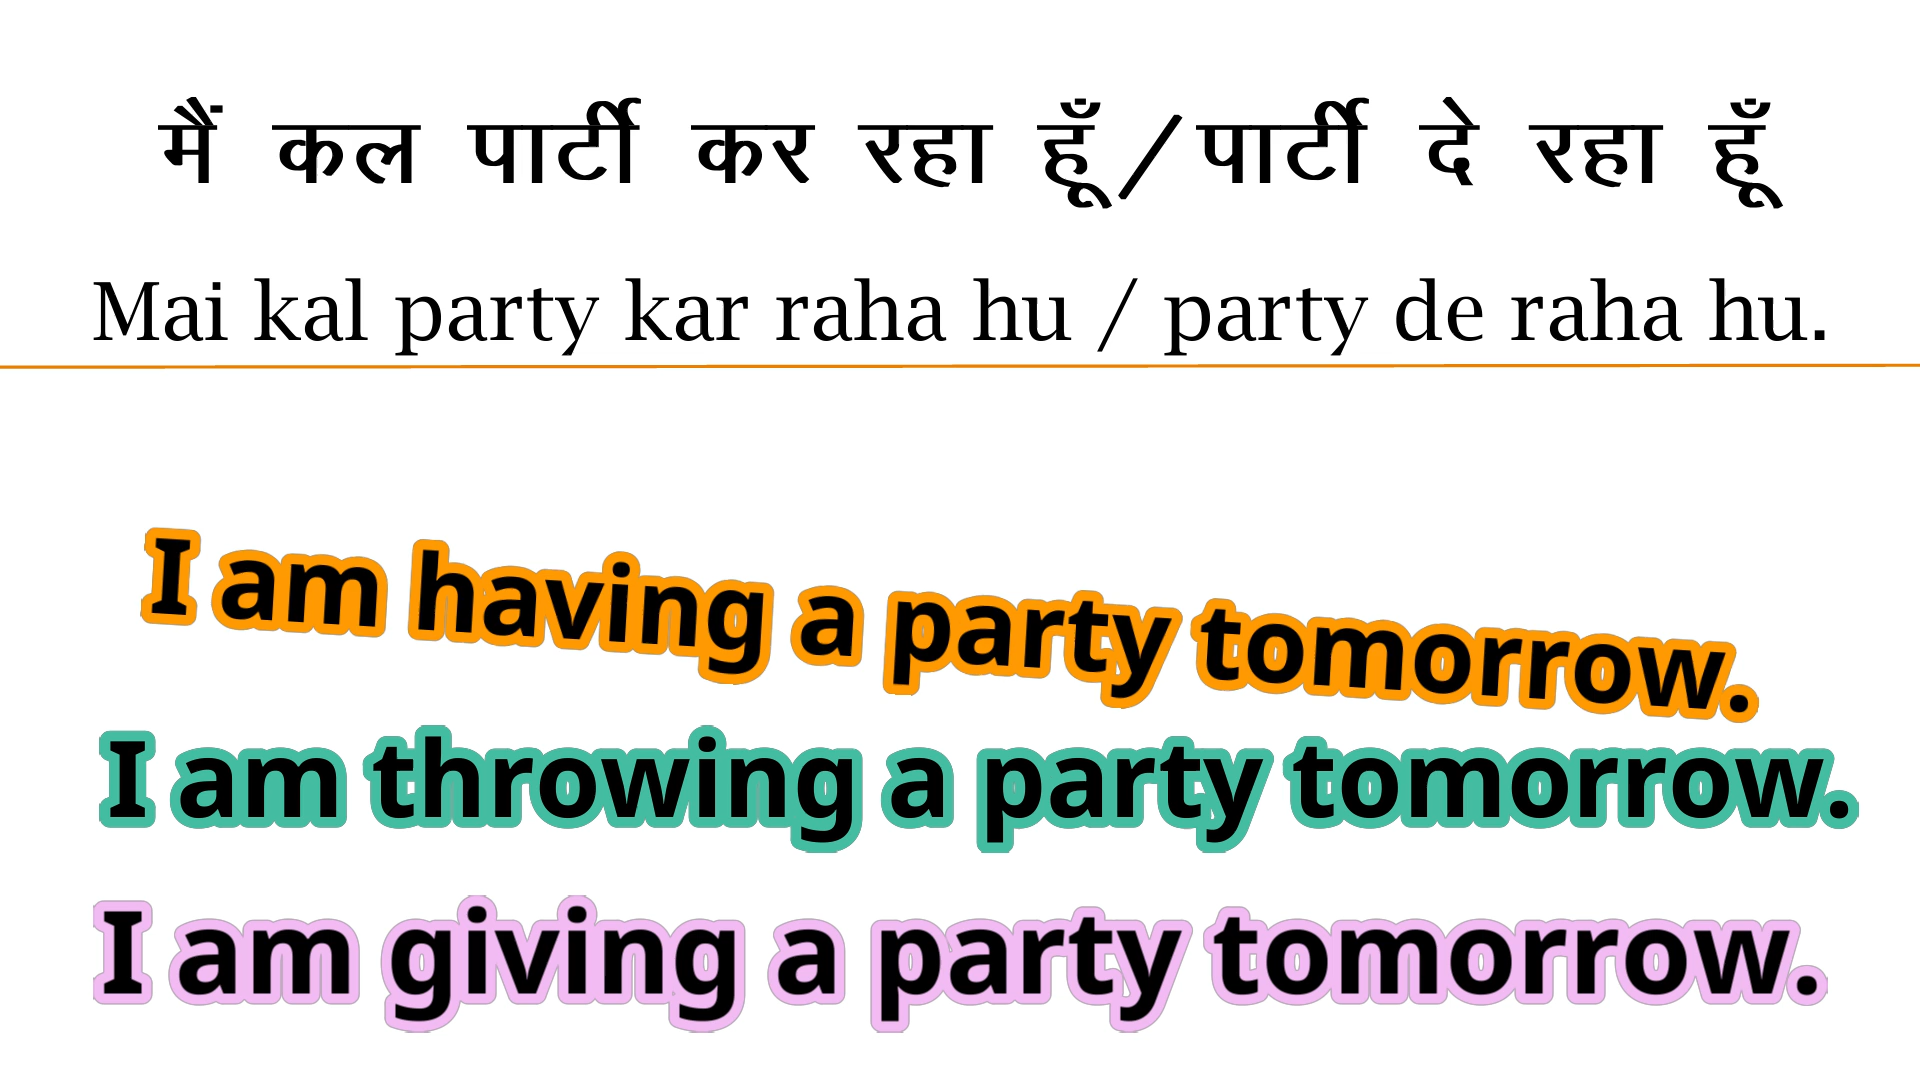 मैं कल पार्टी कर रहा हूँ/पार्टी दे रहा हूँ
Mai kal party kar raha hu / party de raha hu.
I am having a party tomorrow.
I am throwing a party tomorrow.
I am giving a party tomorrow.